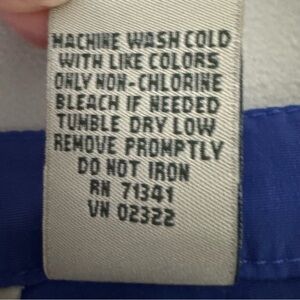 MACHINE WASH COLD
WITH LIKE COLORS
ONLY NON-CHLORINE
BLEACH IF NEEDED
TUMBLE DRY LOW
REMOVE PROMPTLY
DO NOT IRON
RN 71341
VN 02322